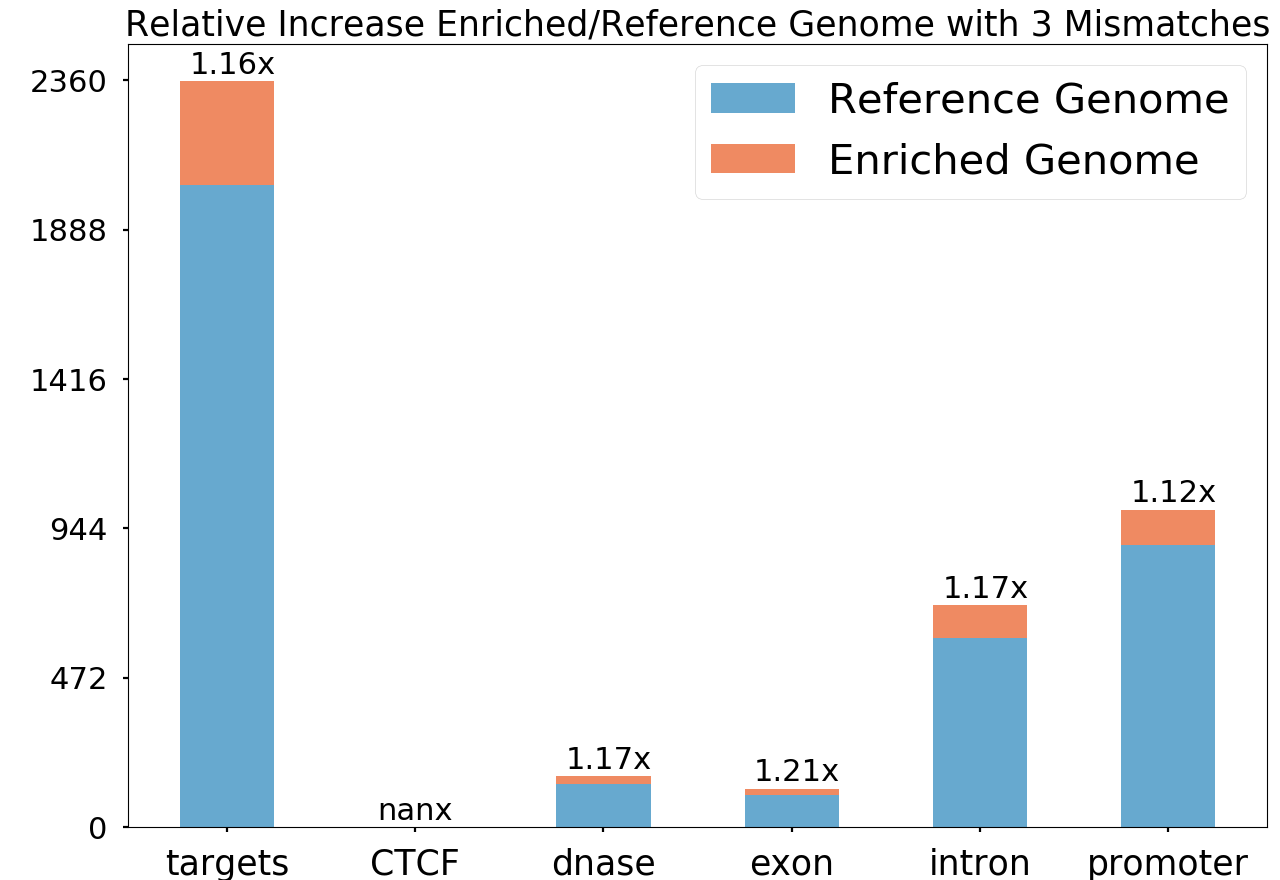 Relative Increase Enriched/Reference Genome with 3 Mismatches
Reference Genome
Enriched Genome
2360
1888
1416
944
472
0
1.16x
nanx
1.17x
1.21x
1.17x
1.12x
targets
CTCF
dnase
exon
intron
promoter